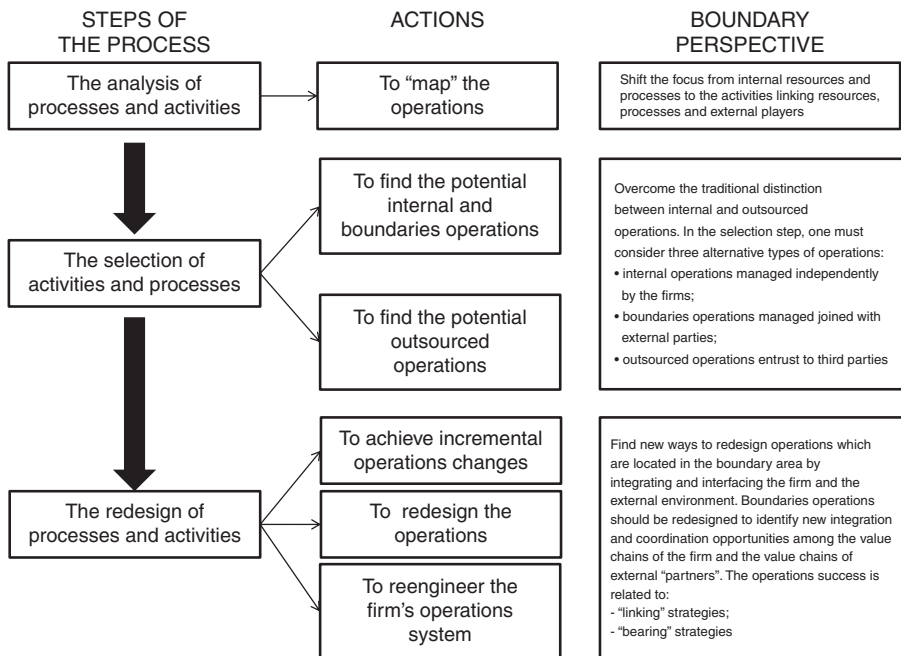 STEPS OF
THE PROCESS
ACTIONS
BOUNDARY
PERSPECTIVE
The analysis of
processes and activities
To “map” the
operations
Shift the focus from internal resources and
processes to the activities linking resources,
processes and external players
The selection of
activities and processes
To find the potential
internal and
boundaries operations
To find the potential
outsourced
operations
Overcome the traditional distinction
between internal and outsourced
operations. In the selection step, one must
consider three alternative types of operations:
• internal operations managed independently
by the firms;
• boundaries operations managed joined with
external parties;
• outsourced operations entrust to third parties
The redesign of
processes and activities
To achieve incremental
operations changes
To redesign the
operations
To reengineer the
firm’s operations
system
Find new ways to redesign operations which
are located in the boundary area by
integrating and interfacing the firm and the
external environment. Boundaries operations
should be redesigned to identify new integration
and coordination opportunities among the value
chains of the firm and the value chains of
external “partners”. The operations success is
related to:
- “linking” strategies;
- “bearing” strategies